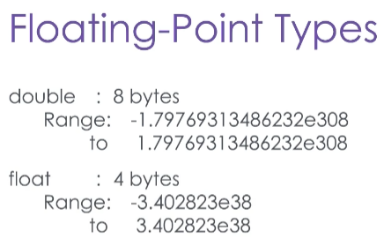 Floating-Point Types
double : 8 bytes
Range: -1.79769313486232e308
to 1.79769313486232e308
float : 4 bytes
Range: -3.402823e38
to 3.402823e38